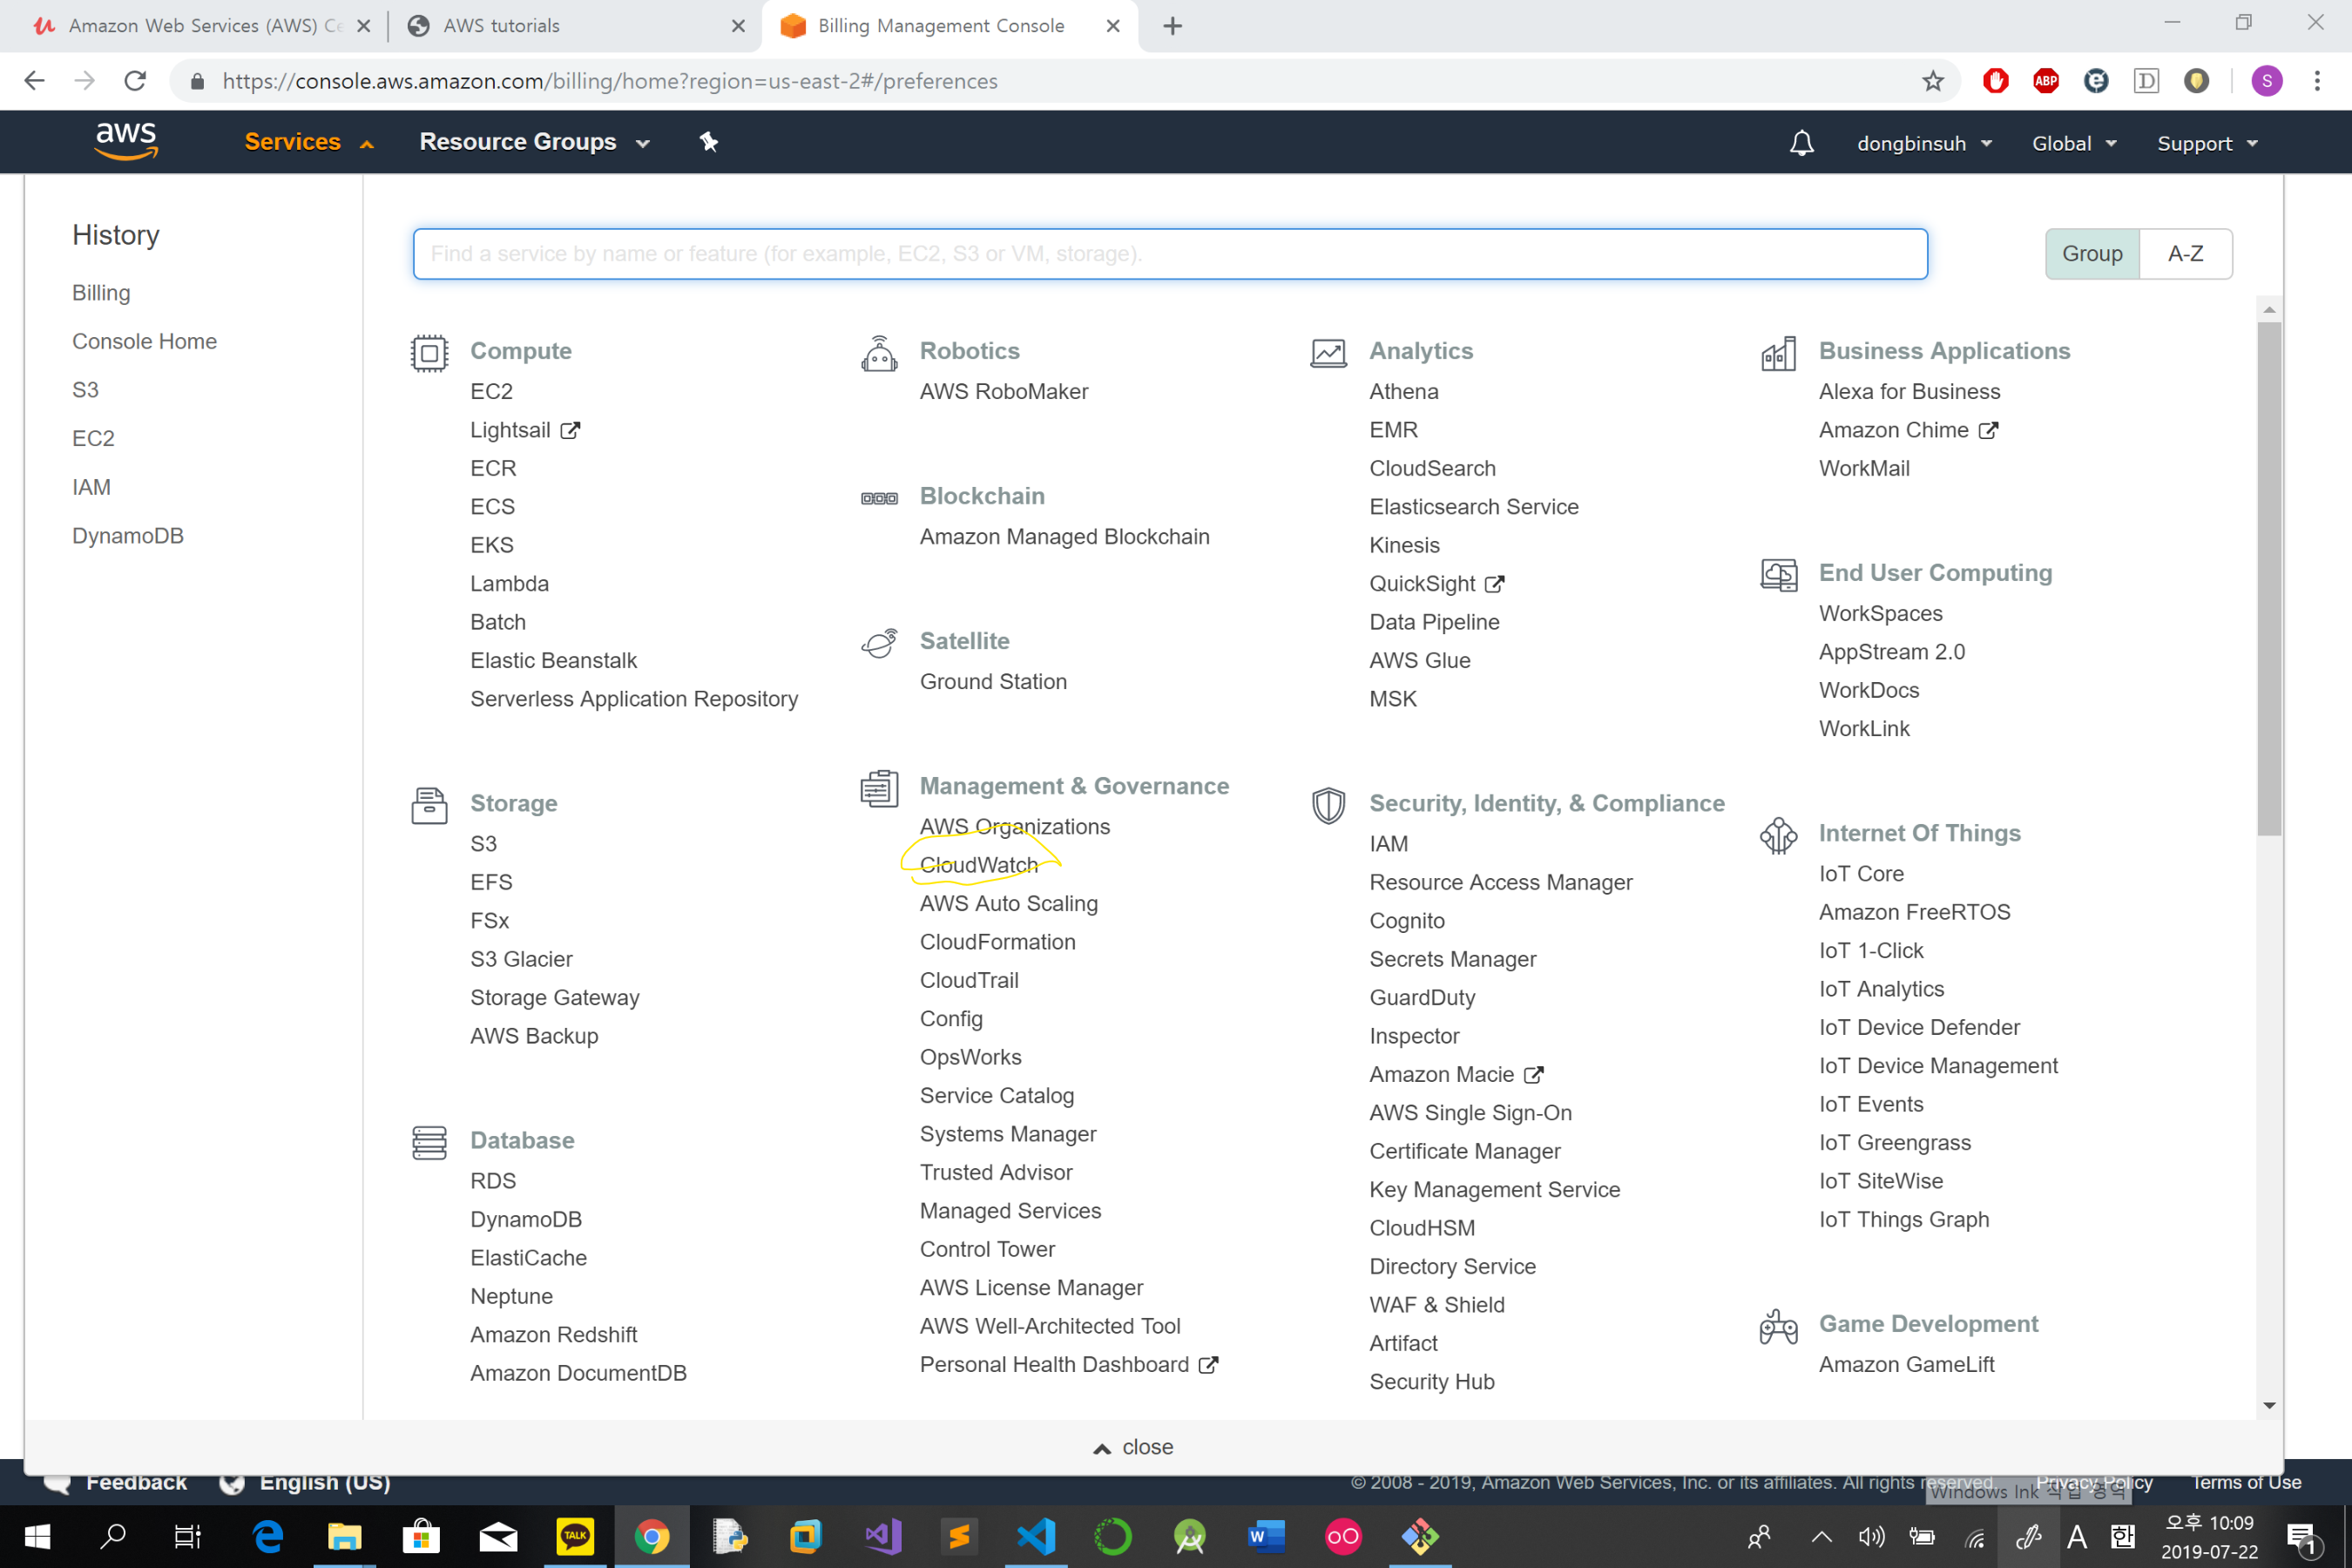 Amazon Web Services (AWS) Ce
AWS tutorials
Billing Management Console
https://console.aws.amazon.com/billing/home?region=us-east-2#/preferences
ABP
D
S
aws
Services
Resource Groups
dongbinsuh
Global
Support
History
Billing
Console Home
S3
EC2
IAM
DynamoDB
Find a service by name or feature (for example, EC2, S3 or VM, storage).
Group
A-Z
Compute
EC2
Lightsail
ECR
ECS
EKS
Lambda
Batch
Elastic Beanstalk
Serverless Application Repository
Storage
S3
EFS
FSx
S3 Glacier
Storage Gateway
AWS Backup
Database
RDS
DynamoDB
ElastiCache
Neptune
Amazon Redshift
Amazon DocumentDB
Robotics
AWS RoboMaker
Blockchain
Amazon Managed Blockchain
Satellite
Ground Station
Management & Governance
AWS Organizations
CloudWatch
AWS Auto Scaling
CloudFormation
CloudTrail
Config
OpsWorks
Service Catalog
Systems Manager
Trusted Advisor
Managed Services
Control Tower
AWS License Manager
AWS Well-Architected Tool
Personal Health Dashboard
Analytics
Athena
EMR
CloudSearch
Elasticsearch Service
Kinesis
QuickSight
Data Pipeline
AWS Glue
MSK
Security, Identity, & Compliance
IAM
Resource Access Manager
Cognito
Secrets Manager
GuardDuty
Inspector
Amazon Macie
AWS Single Sign-On
Certificate Manager
Key Management Service
CloudHSM
Directory Service
WAF & Shield
Artifact
Security Hub
Business Applications
Alexa for Business
Amazon Chime
WorkMail
End User Computing
WorkSpaces
AppStream 2.0
WorkDocs
WorkLink
Internet Of Things
IoT Core
Amazon FreeRTOS
IoT 1-Click
IoT Analytics
IoT Device Defender
IoT Device Management
IoT Events
IoT Greengrass
IoT SiteWise
IoT Things Graph
Game Development
Amazon GameLift
close
Feedback
English (US)
© 2008 - 2019, Amazon Web Services, Inc. or its affiliates. All rights reserved.
Privacy Policy
Terms of Use
Windows Ink 작업 영역
TALK
W
A
한
오후 10:09
2019-07-22
1